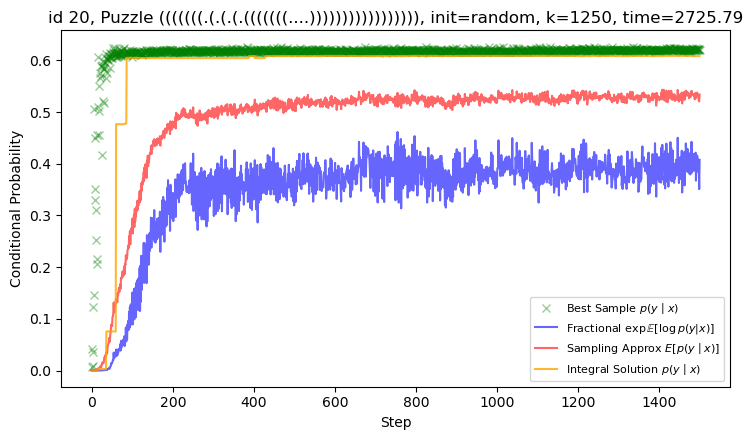 id 20, Puzzle (((((((.(.(.(.(((((((....))))))))))))))))), init=random, k=1250, time=2725.79
Conditional Probability
0.6
0.5
0.4
0.3
0.2
0.1
0.0
Best Sample p(y | x)
Fractional exp𝔼[log p(y|x)]
Sampling Approx E[p(y | x)]
Integral Solution p(y | x)
0 200 400 600 800 1000 1200 1400
Step